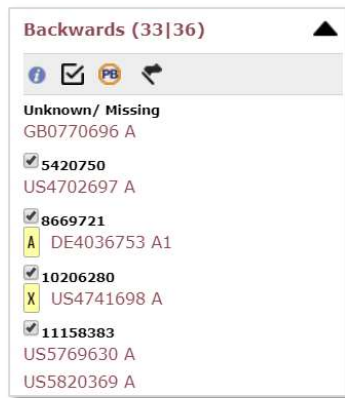 Backwards (33|36)
i PB
Unknown/ Missing
GB0770696 A
5420750
US4702697 A
8669721
A DE4036753 A1
10206280
X US4741698 A
11158383
US5769630 A
US5820369 A